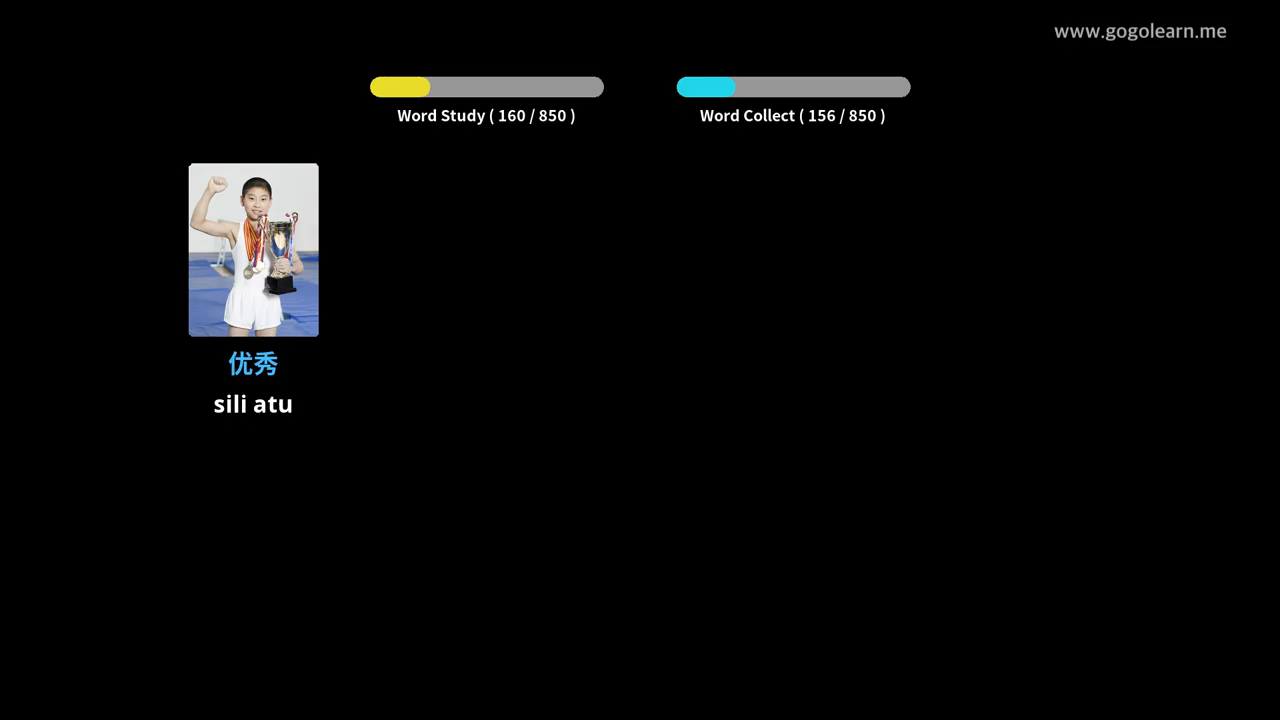 www.gogolearn.me
Word Study ( 160 / 850 )
Word Collect ( 156 / 850 )
优秀
sili atu